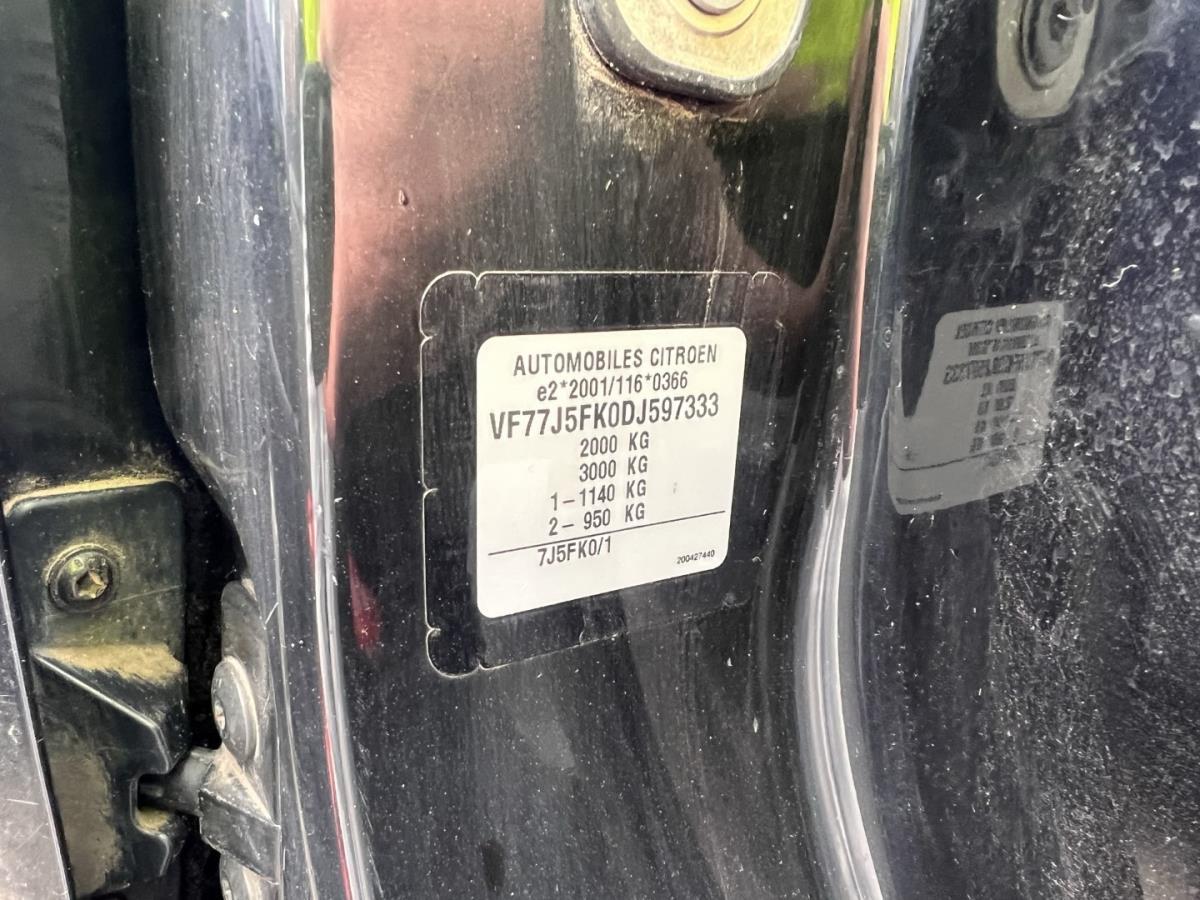 AUTOMOBILES CITROEN
e2*2001/116*0366
VF77J5FK0DJ597333
2000 KG
3000 KG
1- 1140 KG
2- 950 KG
7J5FK0/1
200427440